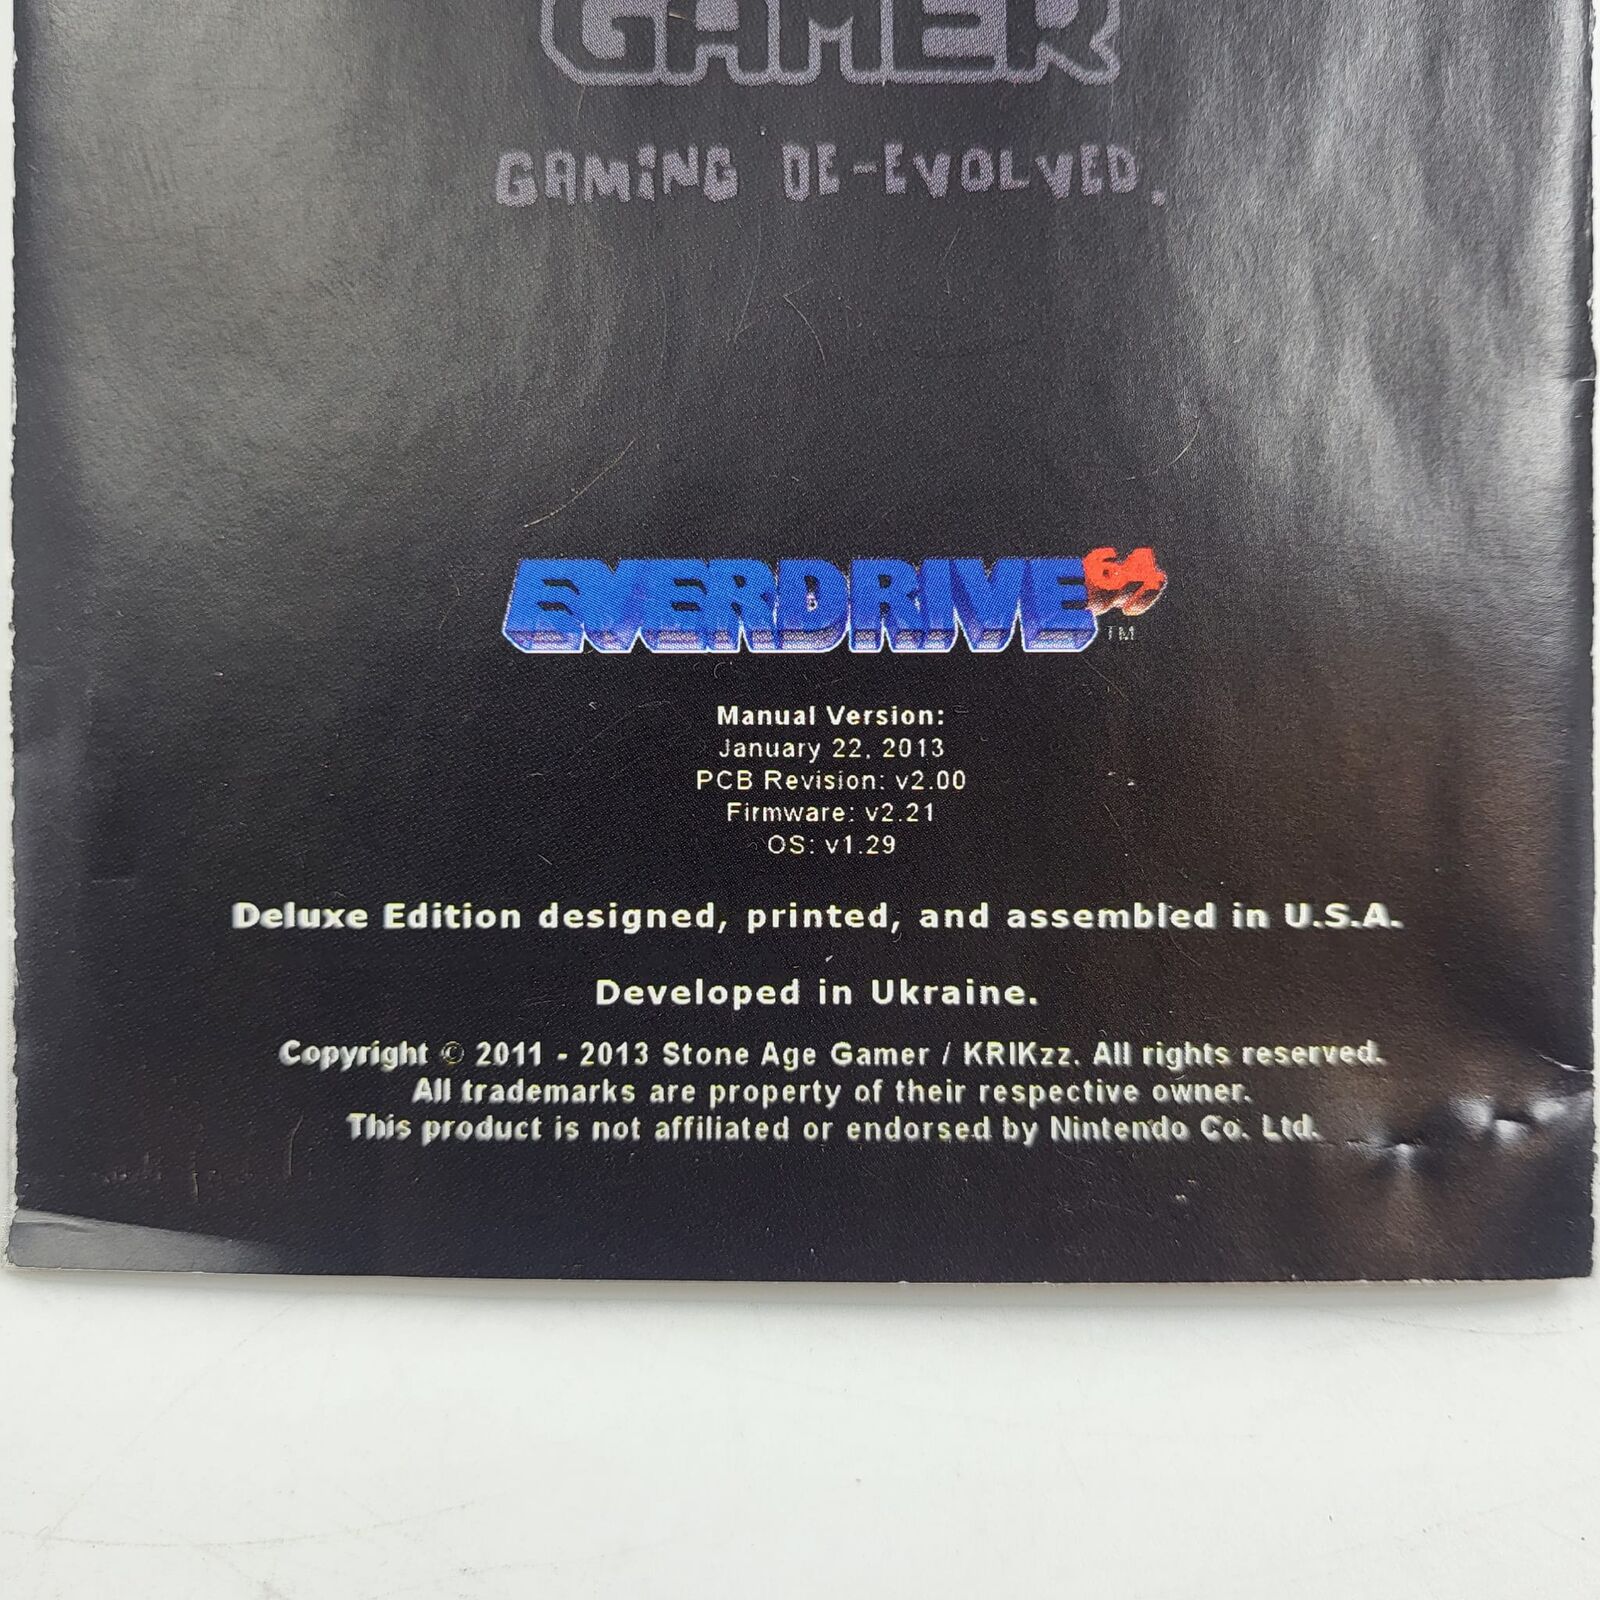 GAMER
GAMING DE-EVOLVED.
EVERDRIVE 64 TM
Manual Version:
January 22, 2013
PCB Revision: v2.00
Firmware: v2.21
OS: v1.29
Deluxe Edition designed, printed, and assembled in U.S.A.
Developed in Ukraine.
Copyright © 2011 - 2013 Stone Age Gamer / KRIKzz. All rights reserved.
All trademarks are property of their respective owner.
This product is not affiliated or endorsed by Nintendo Co. Ltd.